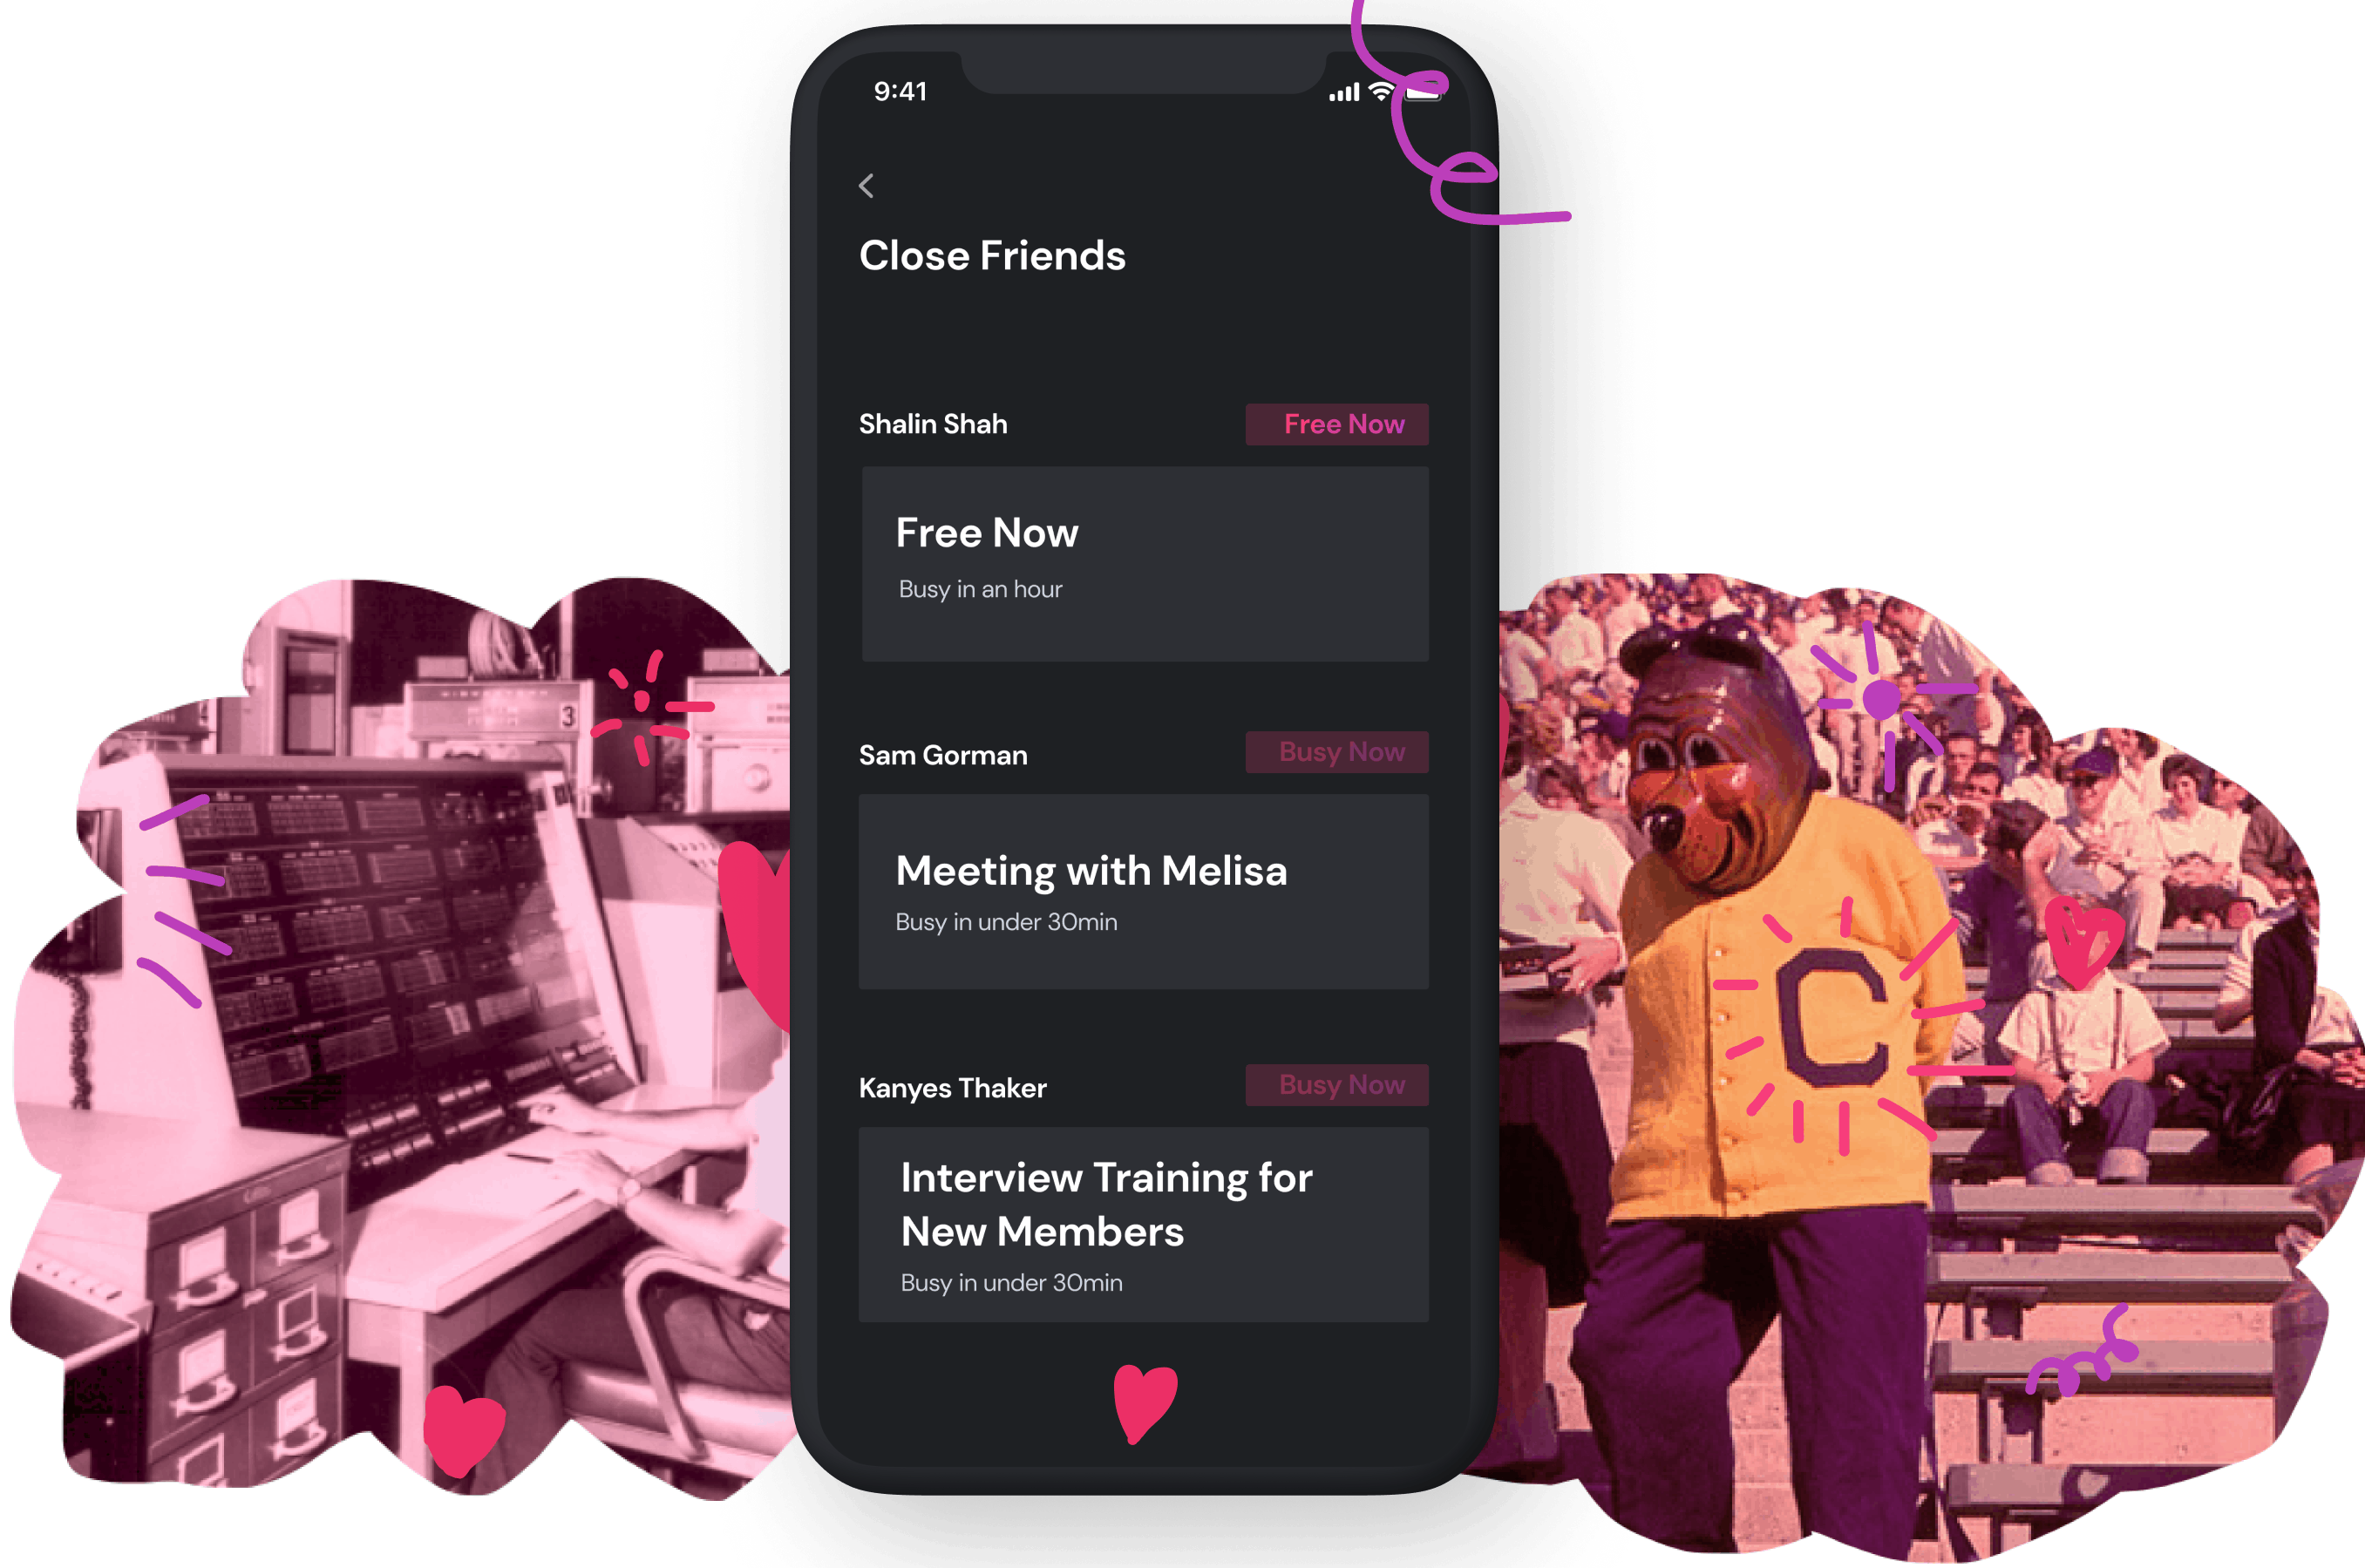 9:41
Close Friends
Shalin Shah
Free Now
Free Now
Busy in an hour
Sam Gorman
Busy Now
Meeting with Melisa
Busy in under 30min
Kanyes Thaker
Busy Now
Interview Training for
New Members
Busy in under 30min
3
C